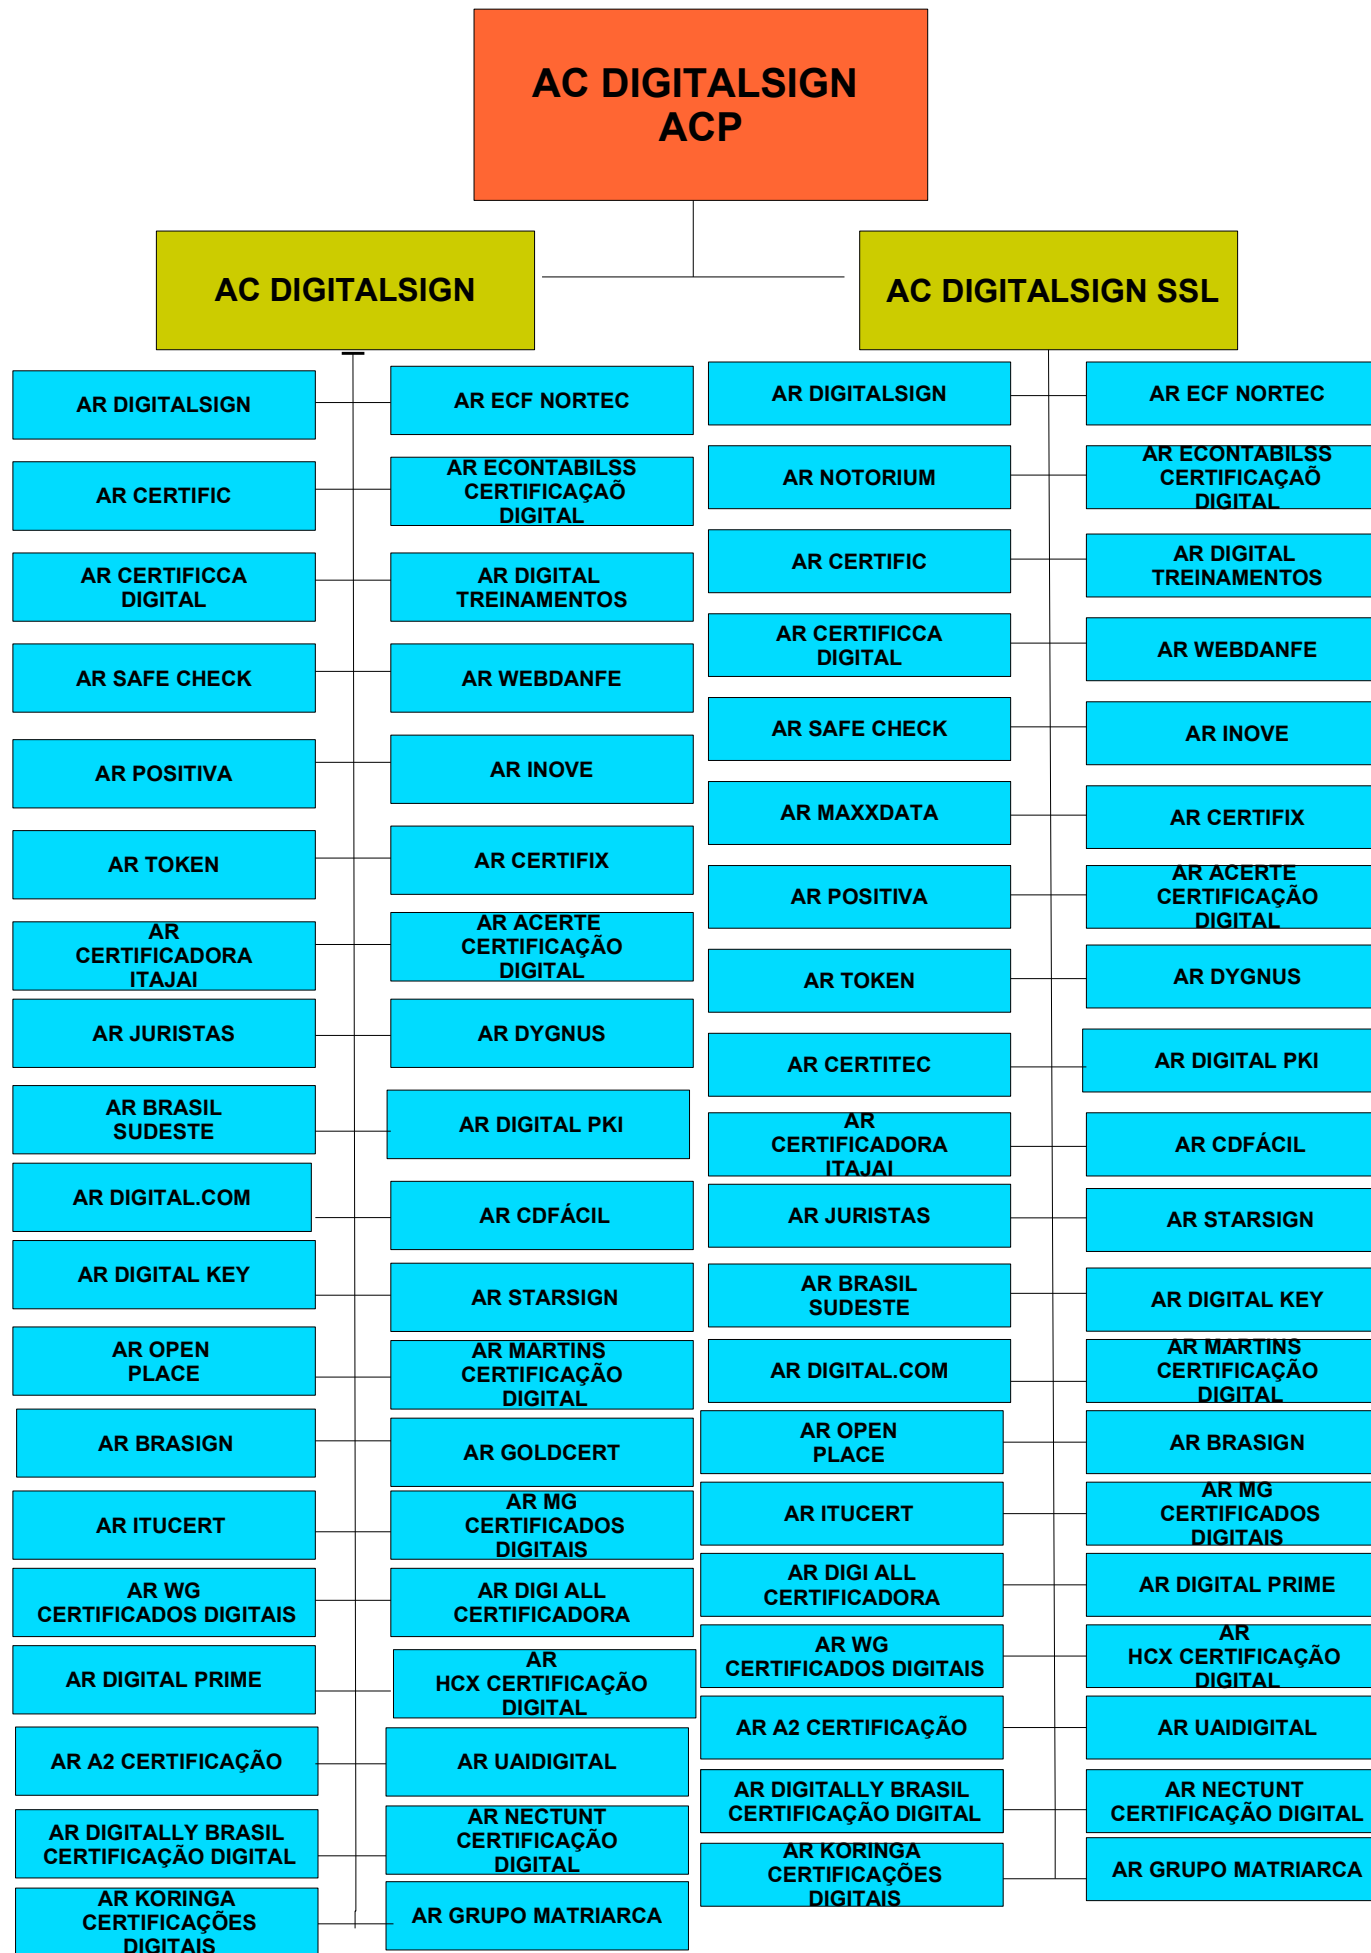 AC DIGITALSIGN
ACP
AC DIGITALSIGN
AC DIGITALSIGN SSL
AR DIGITALSIGN
AR ECF NORTEC
AR CERTIFIC
AR ECONTABILSS
CERTIFICAÇAÕ
DIGITAL
AR CERTIFICCA
DIGITAL
AR DIGITAL
TREINAMENTOS
AR SAFE CHECK
AR WEBDANFE
AR POSITIVA
AR INOVE
AR TOKEN
AR CERTIFIX
AR
CERTIFICADORA
ITAJAI
AR ACERTE
CERTIFICAÇÃO
DIGITAL
AR JURISTAS
AR DYGNUS
AR BRASIL
SUDESTE
AR DIGITAL PKI
AR DIGITAL.COM
AR CDFÁCIL
AR DIGITAL KEY
AR STARSIGN
AR OPEN
PLACE
AR MARTINS
CERTIFICAÇÃO
DIGITAL
AR BRASIGN
AR GOLDCERT
AR ITUCERT
AR MG
CERTIFICADOS
DIGITAIS
AR WG
CERTIFICADOS DIGITAIS
AR DIGI ALL
CERTIFICADORA
AR DIGITAL PRIME
AR
HCX CERTIFICAÇÃO
DIGITAL
AR A2 CERTIFICAÇÃO
AR UAIDIGITAL
AR DIGITALLY BRASIL
CERTIFICAÇÃO DIGITAL
AR NECTUNT
CERTIFICAÇÃO
DIGITAL
AR KORINGA
CERTIFICAÇÕES
DIGITAIS
AR GRUPO MATRIARCA
AR DIGITALSIGN
AR ECF NORTEC
AR NOTORIUM
AR ECONTABILSS
CERTIFICAÇAÕ
DIGITAL
AR CERTIFIC
AR DIGITAL
TREINAMENTOS
AR CERTIFICCA
DIGITAL
AR WEBDANFE
AR SAFE CHECK
AR INOVE
AR MAXXDATA
AR CERTIFIX
AR POSITIVA
AR ACERTE
CERTIFICAÇÃO
DIGITAL
AR TOKEN
AR DYGNUS
AR CERTITEC
AR DIGITAL PKI
AR
CERTIFICADORA
ITAJAI
AR CDFÁCIL
AR JURISTAS
AR STARSIGN
AR BRASIL
SUDESTE
AR DIGITAL KEY
AR DIGITAL.COM
AR MARTINS
CERTIFICAÇÃO
DIGITAL
AR OPEN
PLACE
AR BRASIGN
AR ITUCERT
AR MG
CERTIFICADOS
DIGITAIS
AR DIGI ALL
CERTIFICADORA
AR DIGITAL PRIME
AR WG
CERTIFICADOS DIGITAIS
AR
HCX CERTIFICAÇÃO
DIGITAL
AR A2 CERTIFICAÇÃO
AR UAIDIGITAL
AR DIGITALLY BRASIL
CERTIFICAÇÃO DIGITAL
AR NECTUNT
CERTIFICAÇÃO DIGITAL
AR KORINGA
CERTIFICAÇÕES
DIGITAIS
AR GRUPO MATRIARCA